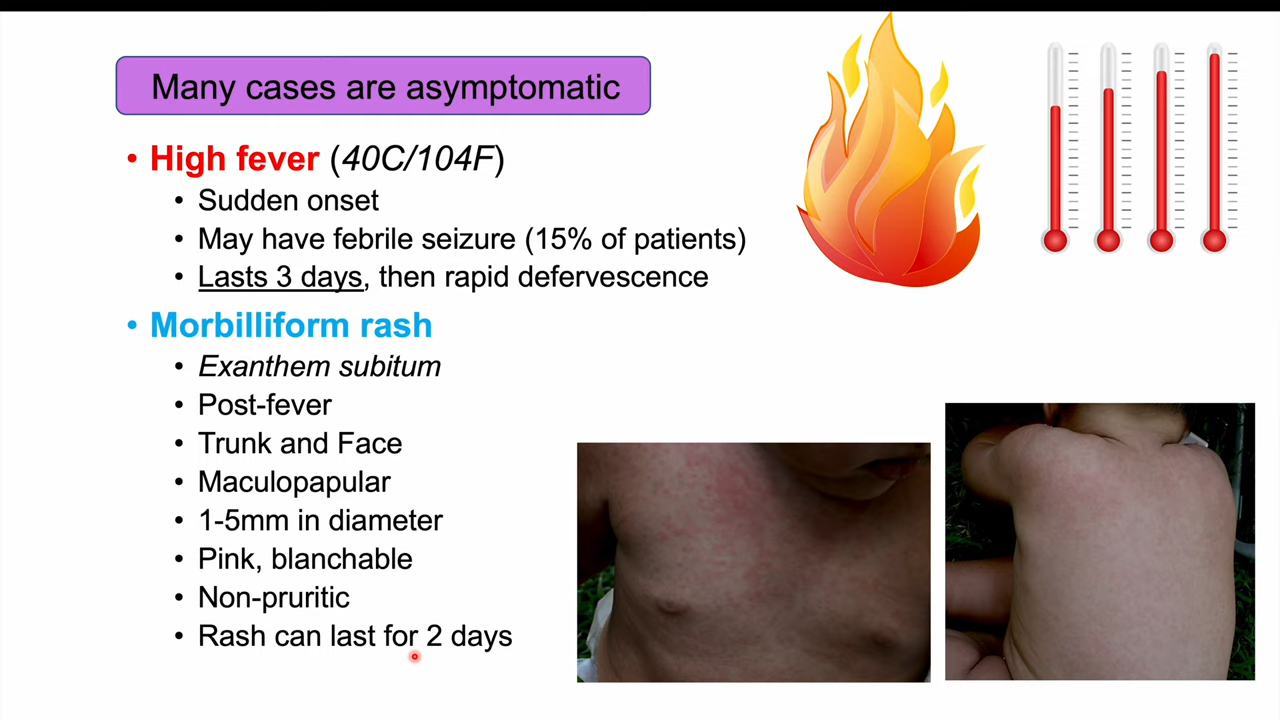 Many cases are asymptomatic
• High fever (40C/104F)
• Sudden onset
• May have febrile seizure (15% of patients)
• Lasts 3 days, then rapid defervescence
• Morbilliform rash
• Exanthem subitum
• Post-fever
• Trunk and Face
• Maculopapular
• 1-5mm in diameter
• Pink, blanchable
• Non-pruritic
• Rash can last for 2 days